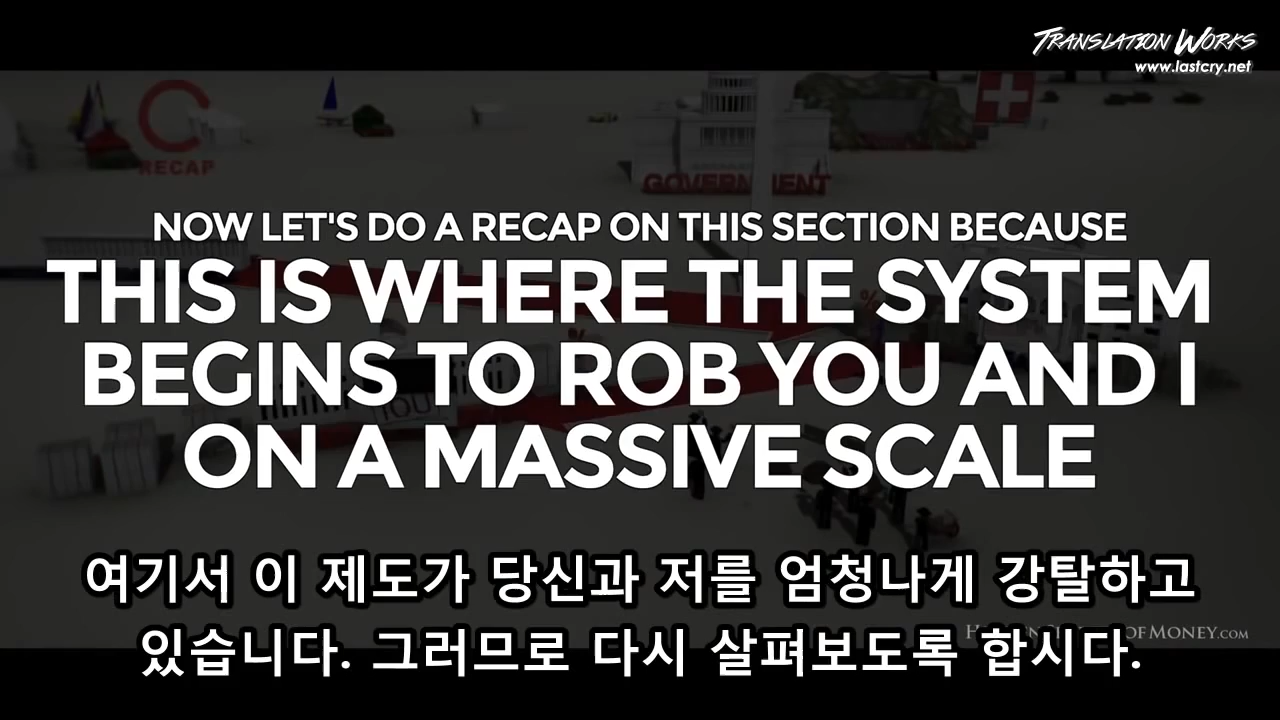 TRANSLATION WORKS
www.lastcry.net
RECAP
GOVERNMENT
NOW LET'S DO A RECAP ON THIS SECTION BECAUSE
THIS IS WHERE THE SYSTEM
BEGINS TO ROB YOU AND I
ON A MASSIVE SCALE
IOU
여기서 이 제도가 당신과 저를 엄청나게 강탈하고
있습니다. 그러므로 다시 살펴보도록 합시다.
OFMONEY.COM